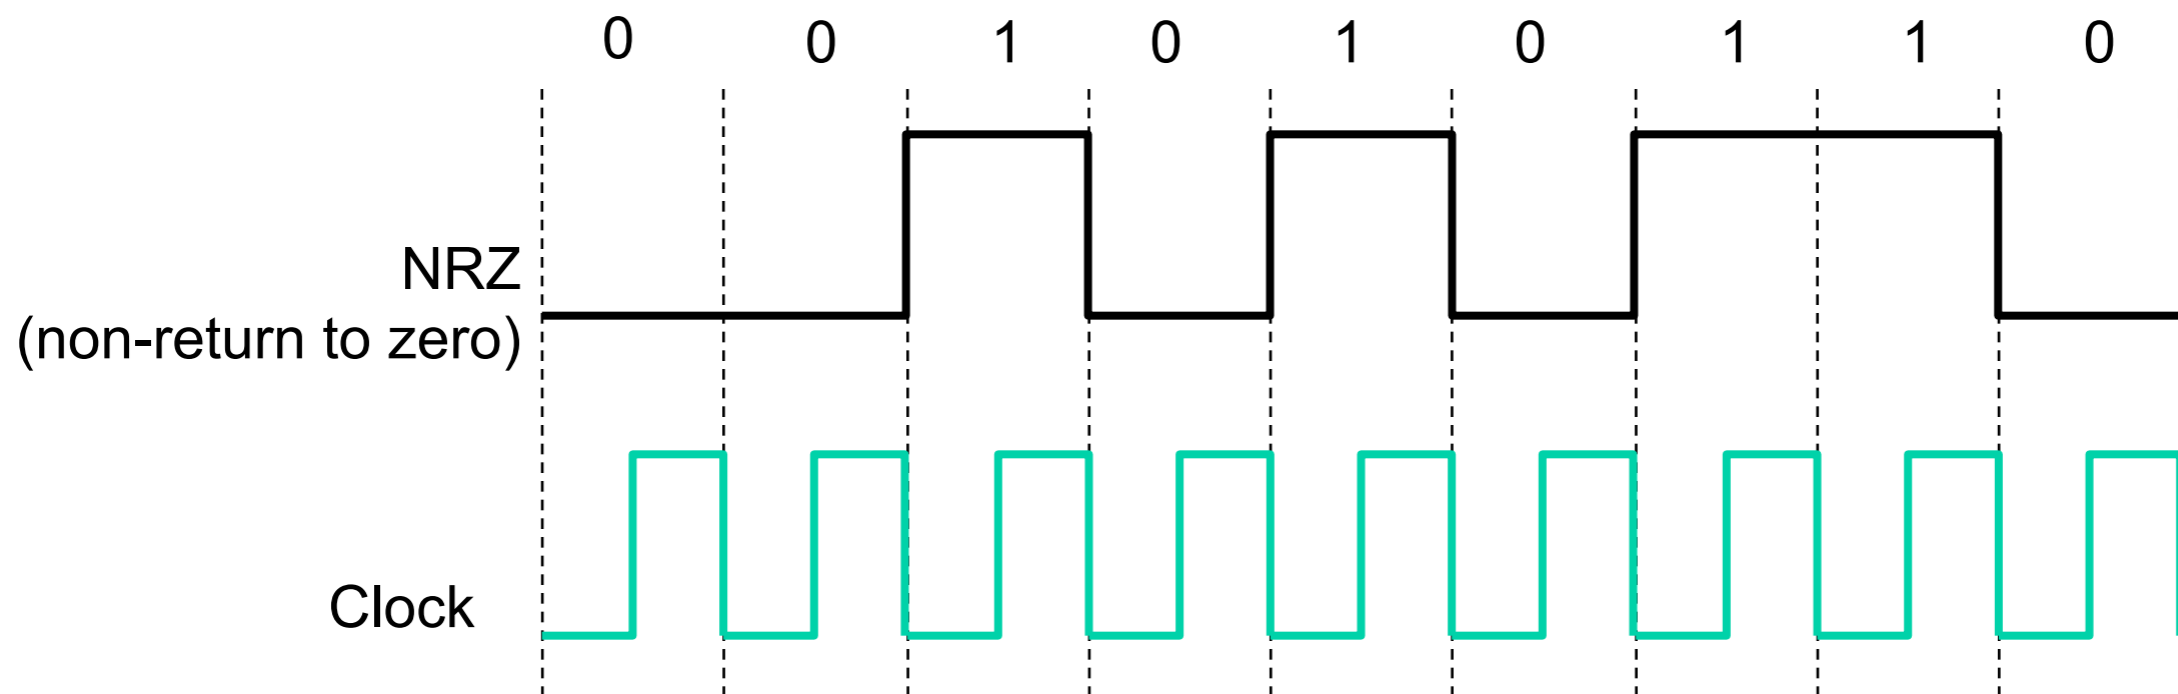 0 0 1 0 1 0 1 1 0
NRZ
(non-return to zero)
Clock